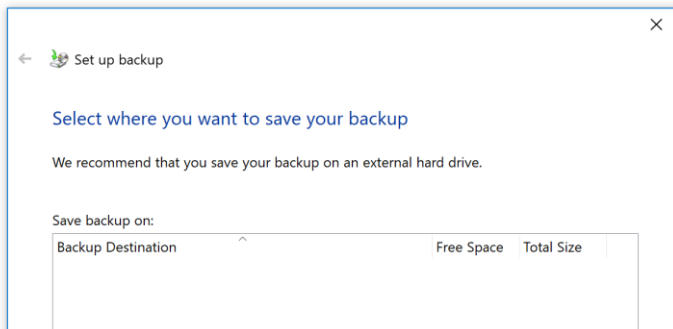 Set up backup
Select where you want to save your backup
We recommend that you save your backup on an external hard drive.
Save backup on:
Backup Destination Free Space Total Size